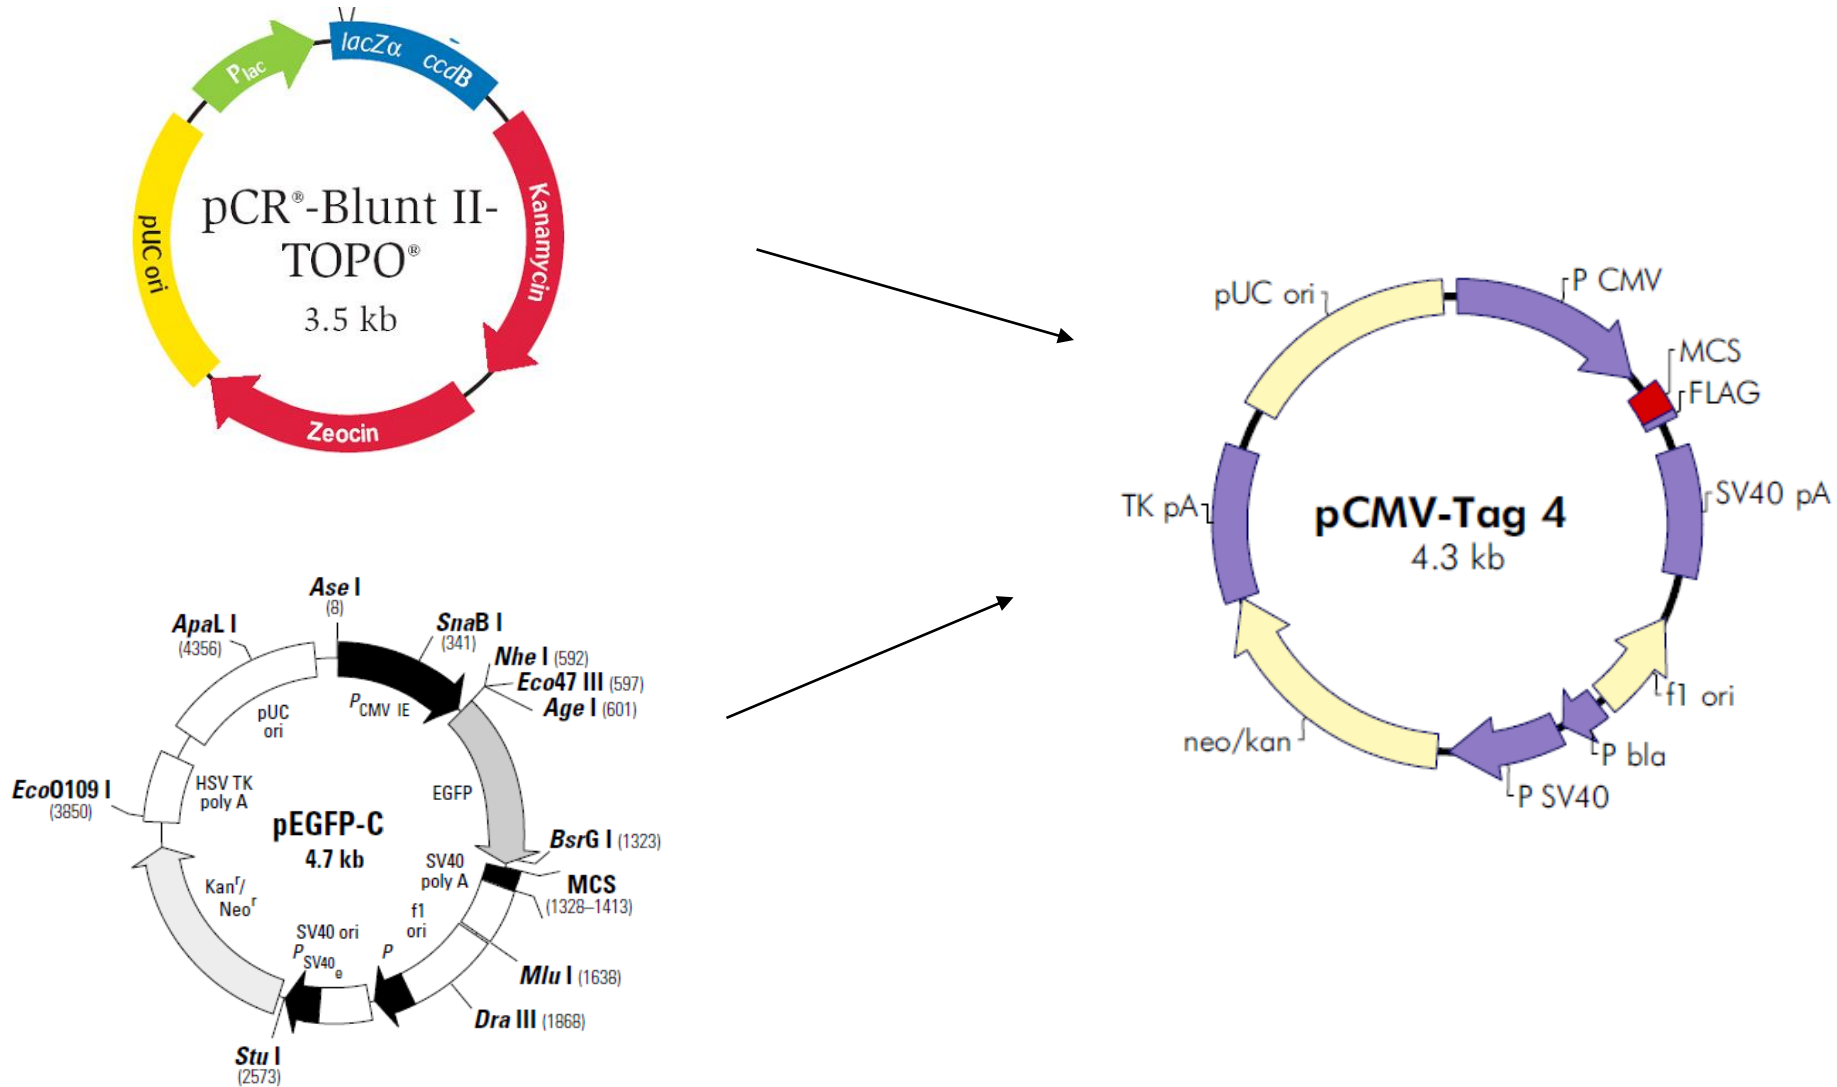 lacZα ccdB
Plac
Kanamycin
pUC ori
Zeocin
pCR®-Blunt II-
TOPO®
3.5 kb
Ase I
(8)
ApaL I
(4356)
SnaB I
(341)
Nhe I (592)
Eco47 III (597)
Age I (601)
PCMV IE
pUC
ori
EcoO109 I
(3850)
HSV TK
poly A
EGFP
pEGFP-C
4.7 kb
BsrG I (1323)
SV40
poly A
MCS
(1328–1413)
Kanr/
Neor
f1
ori
SV40 ori
PSV40e
P
Mlu I (1638)
Dra III (1868)
Stu I
(2573)
pUC ori
P CMV
MCS
FLAG
TK pA
SV40 pA
pCMV-Tag 4
4.3 kb
f1 ori
neo/kan
P bla
P SV40